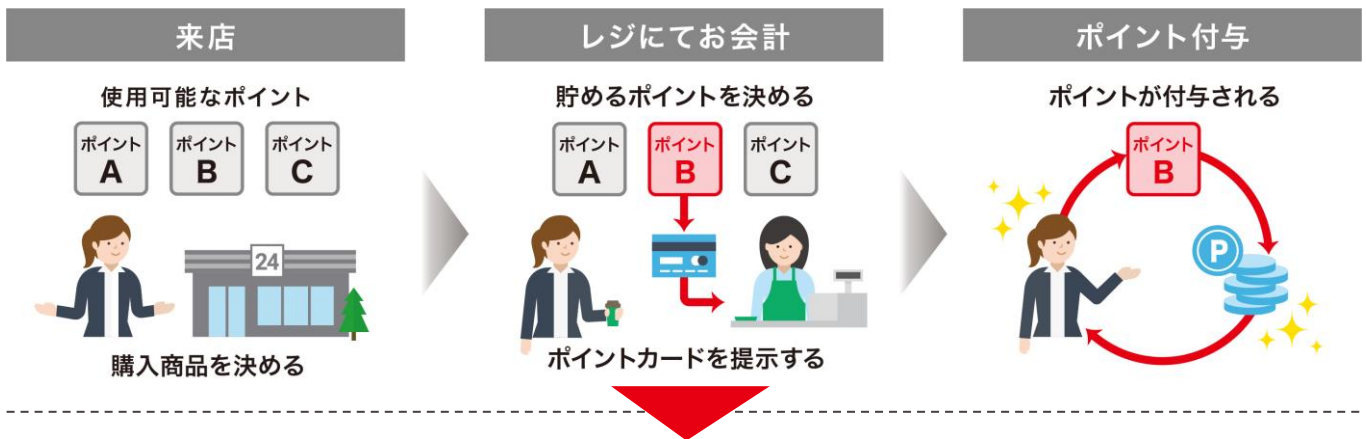 来店
使用可能なポイント
ポイント
A
ポイント
B
ポイント
C
24
購入商品を決める
レジにてお会計
貯めるポイントを決める
ポイント
A
ポイント
B
ポイント
C
ポイントカードを提示する
ポイント付与
ポイントが付与される
ポイント
B
P